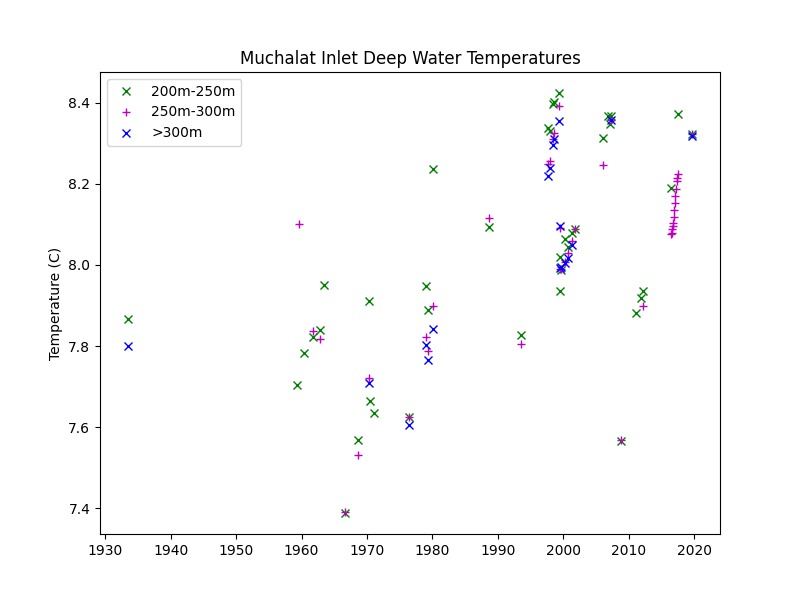 Muchalat Inlet Deep Water Temperatures
200m-250m
250m-300m
>300m
Temperature (C)
8.4
8.2
8.0
7.8
7.6
7.4
1930 1940 1950 1960 1970 1980 1990 2000 2010 2020